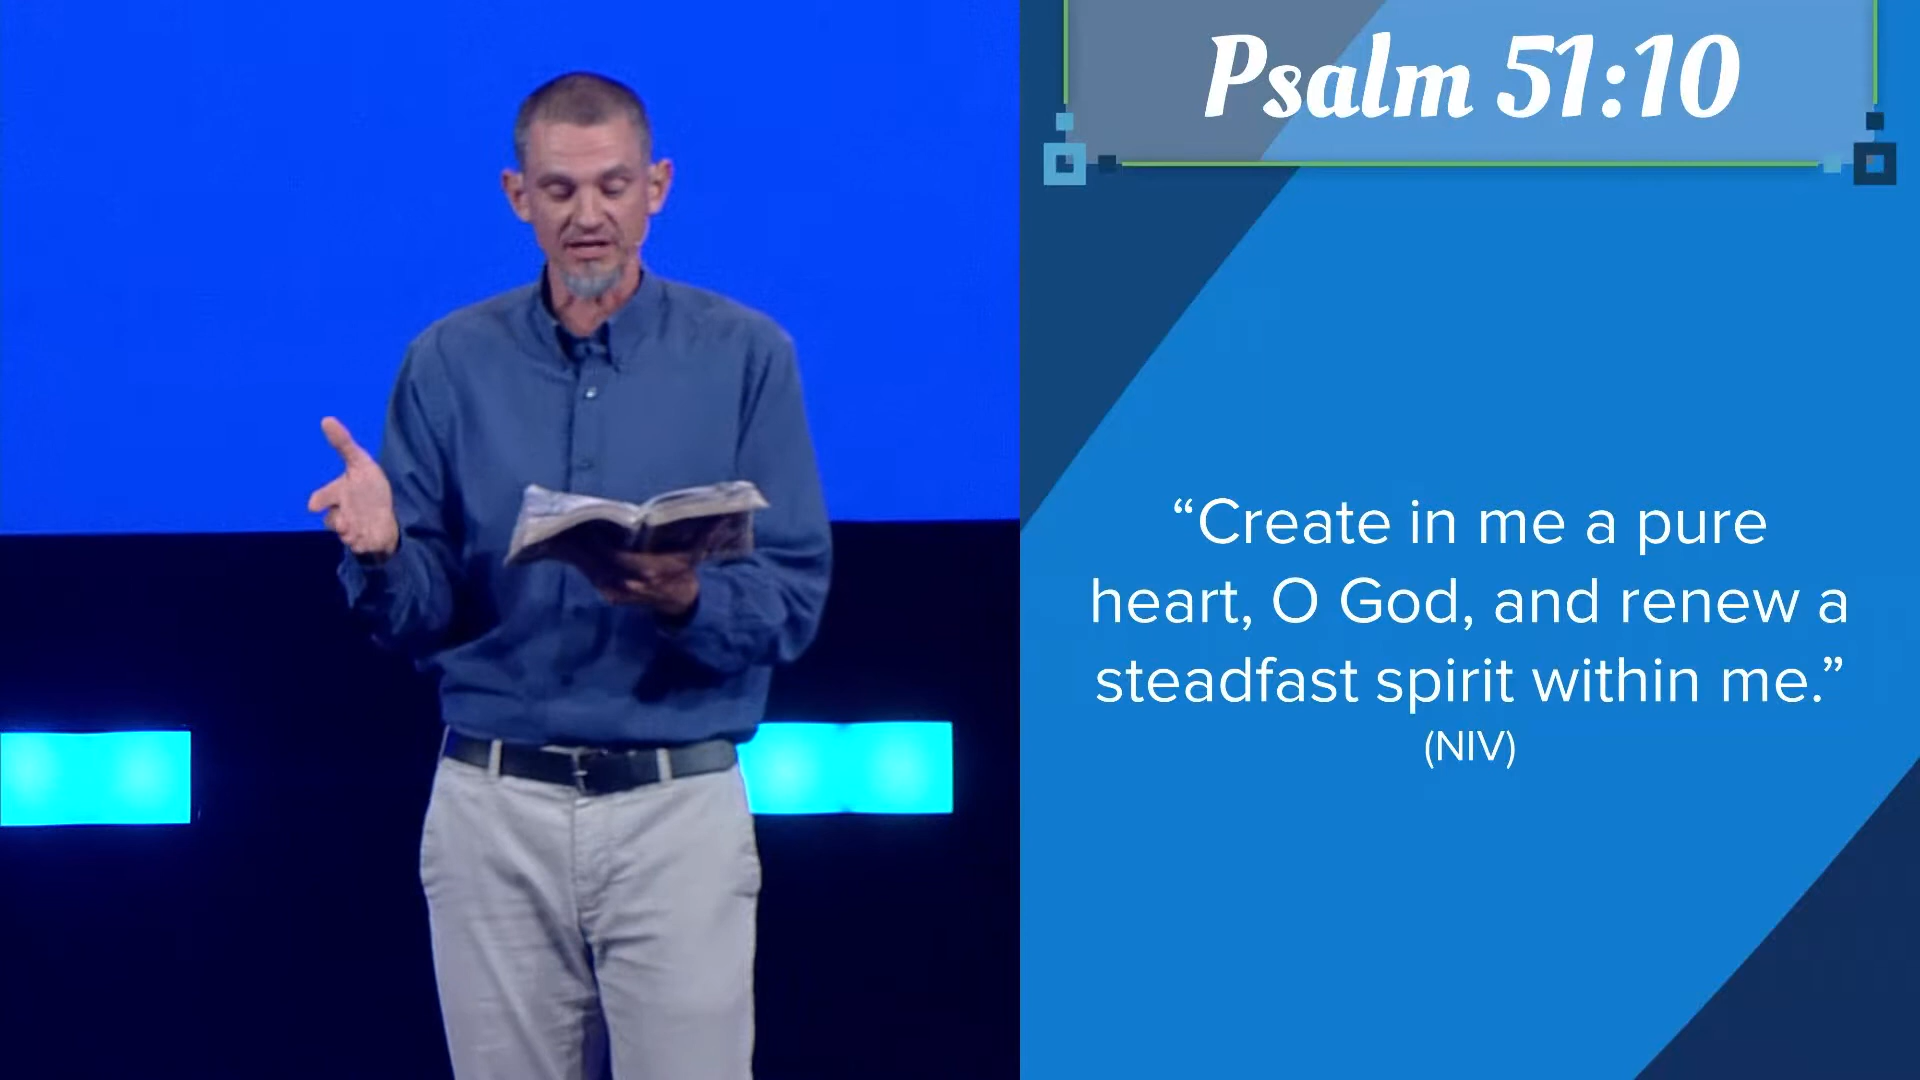 Psalm 51:10
“Create in me a pure
heart, O God, and renew a
steadfast spirit within me.”
(NIV)